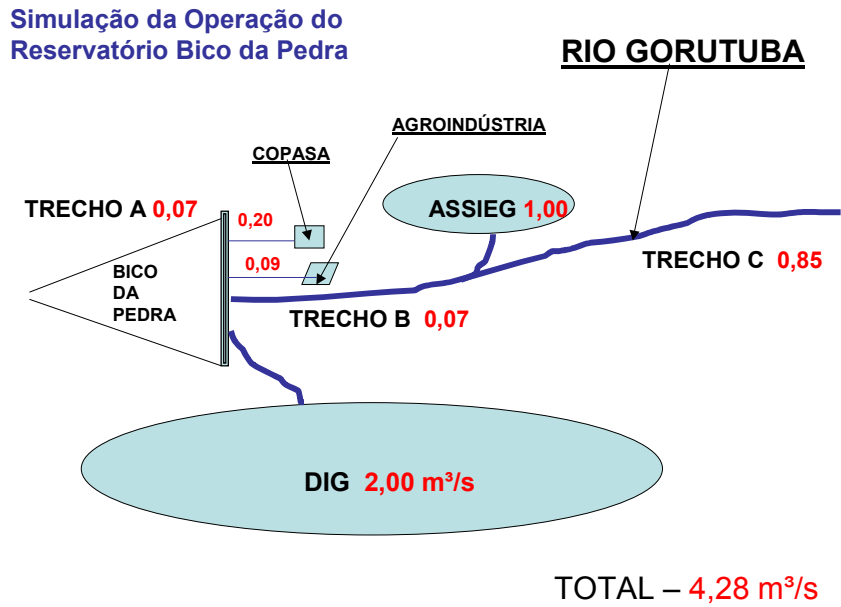 Simulação da Operação do
Reservatório Bico da Pedra
RIO GORUTUBA
AGROINDÚSTRIA
COPASA
TRECHO A 0,07
0,20
ASSIEG 1,00
0,09
TRECHO C 0,85
BICO
DA
PEDRA
TRECHO B 0,07
DIG 2,00 m³/s
TOTAL – 4,28 m³/s